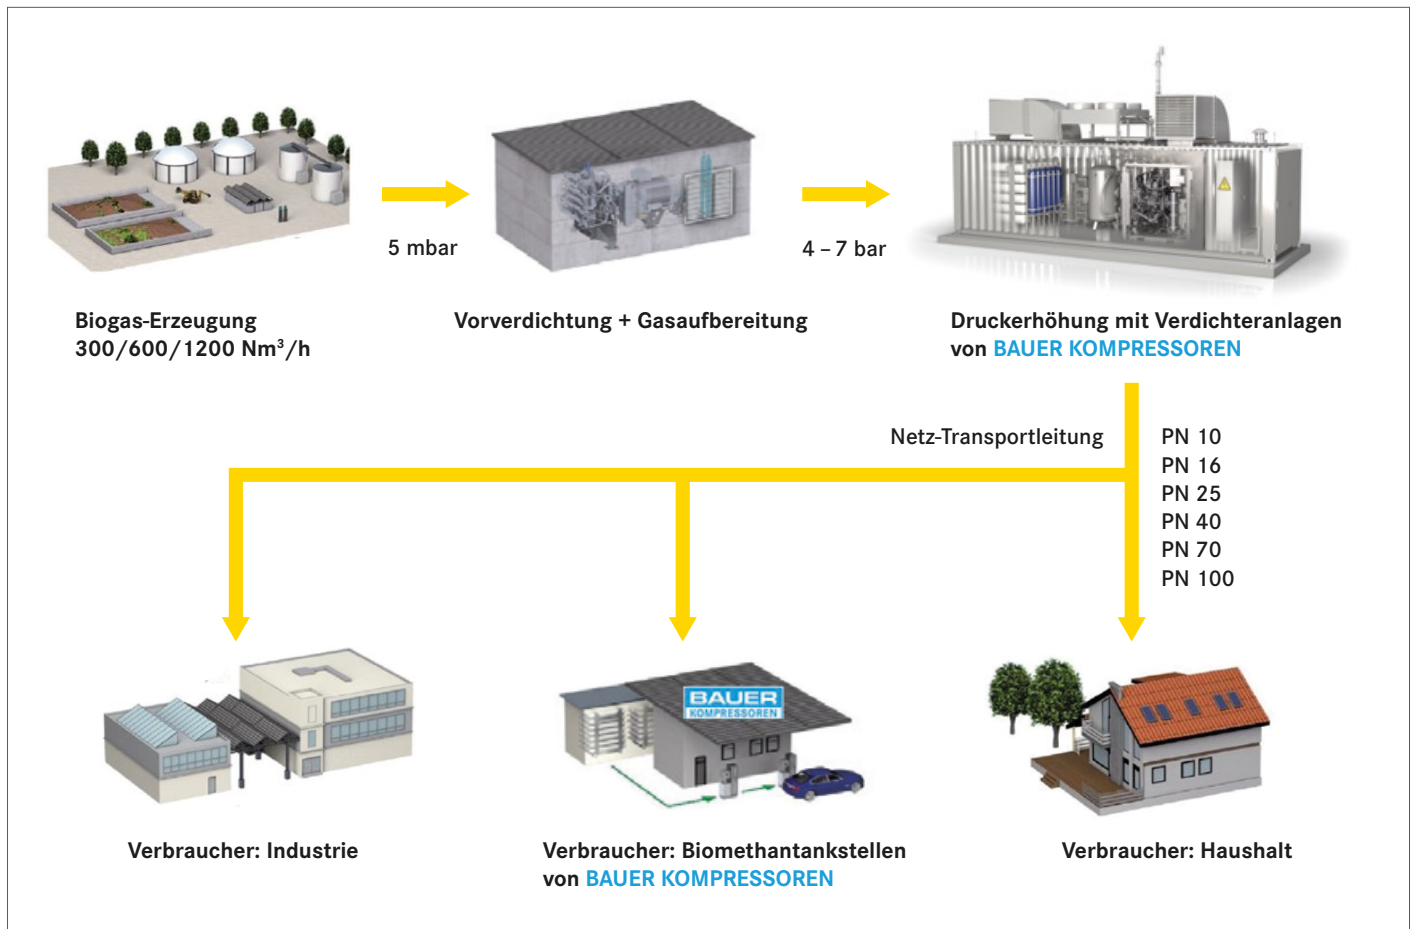 5 mbar
4 – 7 bar
Biogas-Erzeugung
300/600/1200 Nm³/h
Vorverdichtung + Gasaufbereitung
Druckerhöhung mit Verdichteranlagen
von BAUER KOMPRESSOREN
Netz-Transportleitung
PN 10
PN 16
PN 25
PN 40
PN 70
PN 100
BAUER
KOMPRESSOREN
Verbraucher: Industrie
Verbraucher: Biomethantankstellen
von BAUER KOMPRESSOREN
Verbraucher: Haushalt